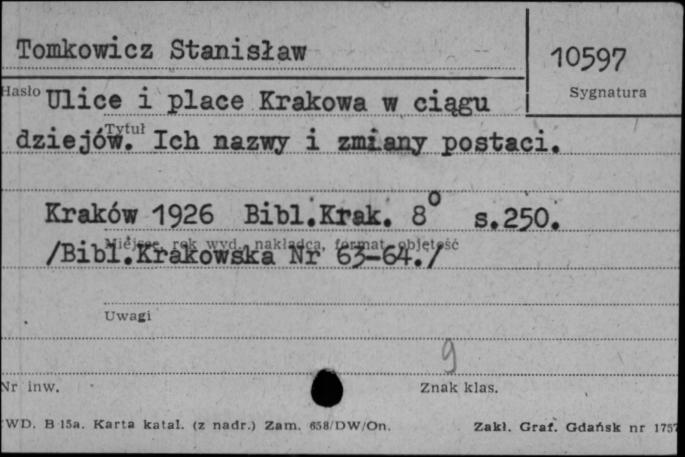 Tomkowicz Stanisław
10597
Hasło
Sygnatura
Ulice i place Krakowa w ciągu
Tytuł
dziejów. Ich nazwy i zmiany postaci.
Kraków 1926 Bibl.Krak. 8° s.250.
Miejsce, rok wyd., nakładca, format, objętość
/Bibl.Krakowska Nr 63-64./
Uwagi
9
Nr inw.
Znak klas.
WD. B 15a. Karta katal. (z nadr.) Zam. 658/DW/On.
Zakł. Graf. Gdańsk nr 1757